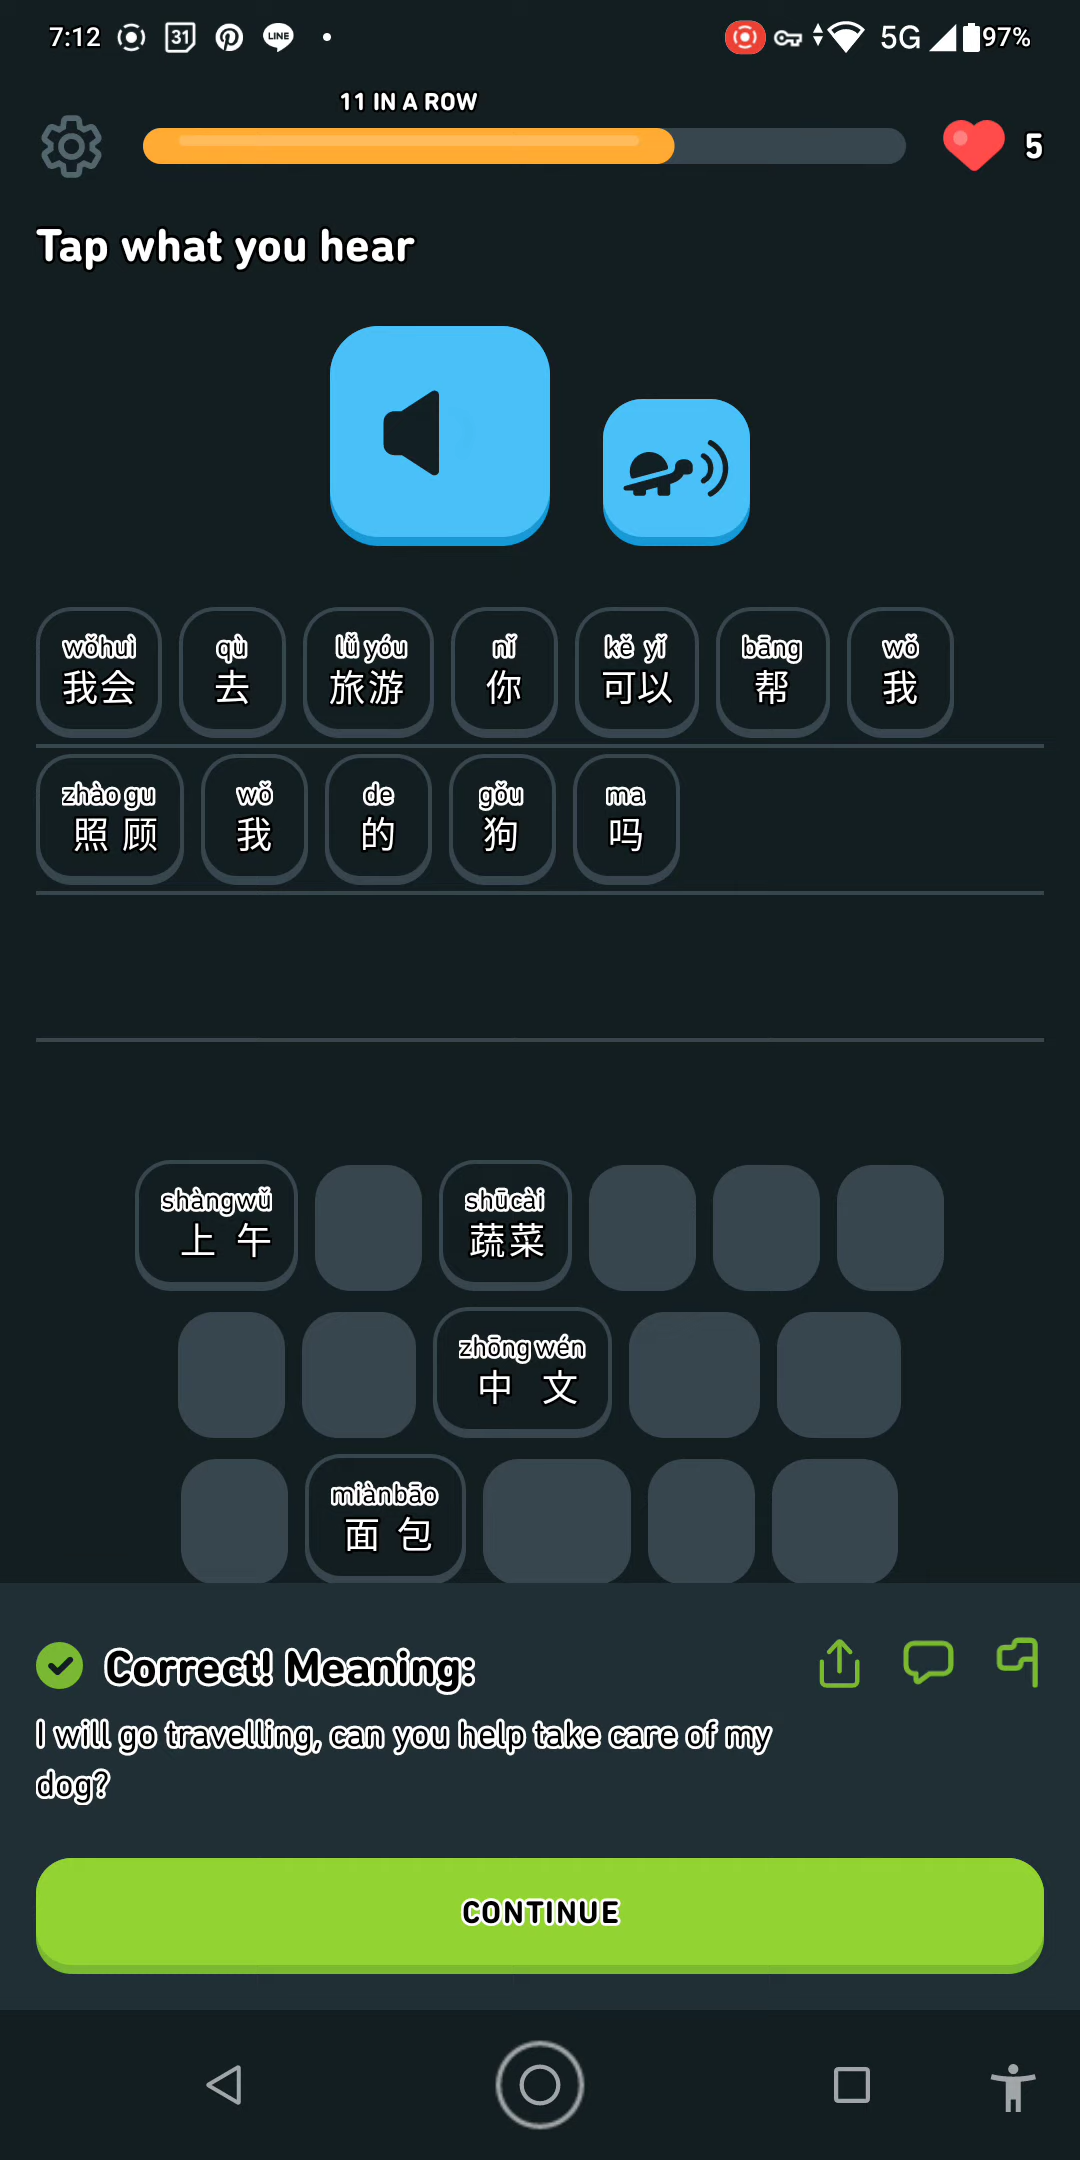 7:12 31 LINE 5G 97%
11 IN A ROW
5
Tap what you hear
wǒhuì qù lǚ yóu nǐ kě yǐ bāng wǒ
我会 去 旅游 你 可以 帮 我
zhào gu wǒ de gǒu ma
照顾 我 的 狗 吗
shàngwǔ shūcài
上午 蔬菜
zhōng wén
中文
miànbāo
面包
Correct! Meaning:
I will go travelling, can you help take care of my
dog?
CONTINUE